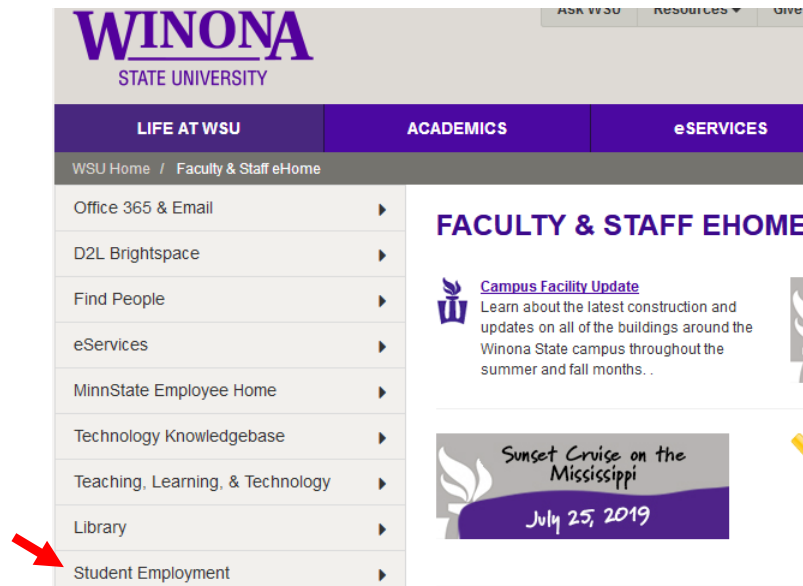 Ask WSU Resources Give
WINONA
STATE UNIVERSITY
LIFE AT WSU ACADEMICS eSERVICES
WSU Home / Faculty & Staff eHome
Office 365 & Email
D2L Brightspace
Find People
eServices
MinnState Employee Home
Technology Knowledgebase
Teaching, Learning, & Technology
Library
Student Employment
FACULTY & STAFF EHOME
Campus Facility Update
Learn about the latest construction and
updates on all of the buildings around the
Winona State campus throughout the
summer and fall months. .
Sunset Cruise on the
Mississippi
July 25, 2019